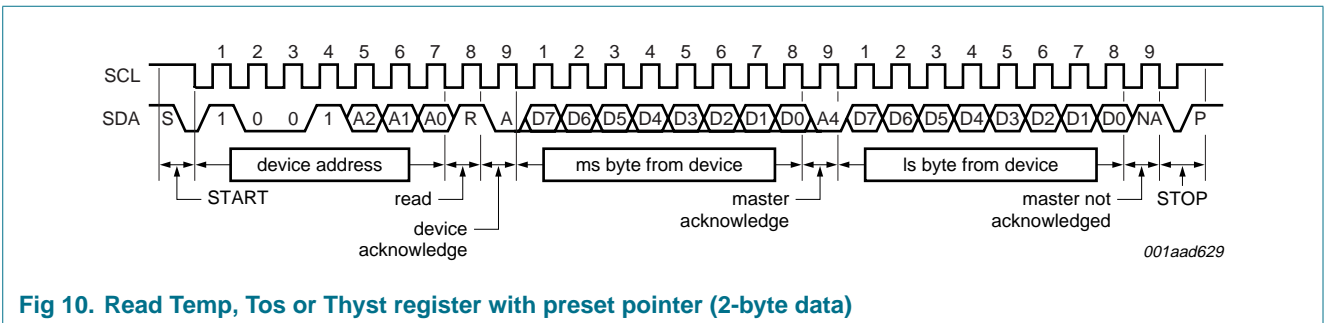 1 2 3 4 5 6 7 8 9 1 2 3 4 5 6 7 8 9 1 2 3 4 5 6 7 8 9
SCL
SDA S 1 0 0 1 A2 A1 A0 R A D7 D6 D5 D4 D3 D2 D1 D0 A4 D7 D6 D5 D4 D3 D2 D1 D0 NA P
device address ms byte from device ls byte from device
START read master master not STOP
device acknowledge acknowledged
acknowledge
001aad629
Fig 10. Read Temp, Tos or Thyst register with preset pointer (2-byte data)